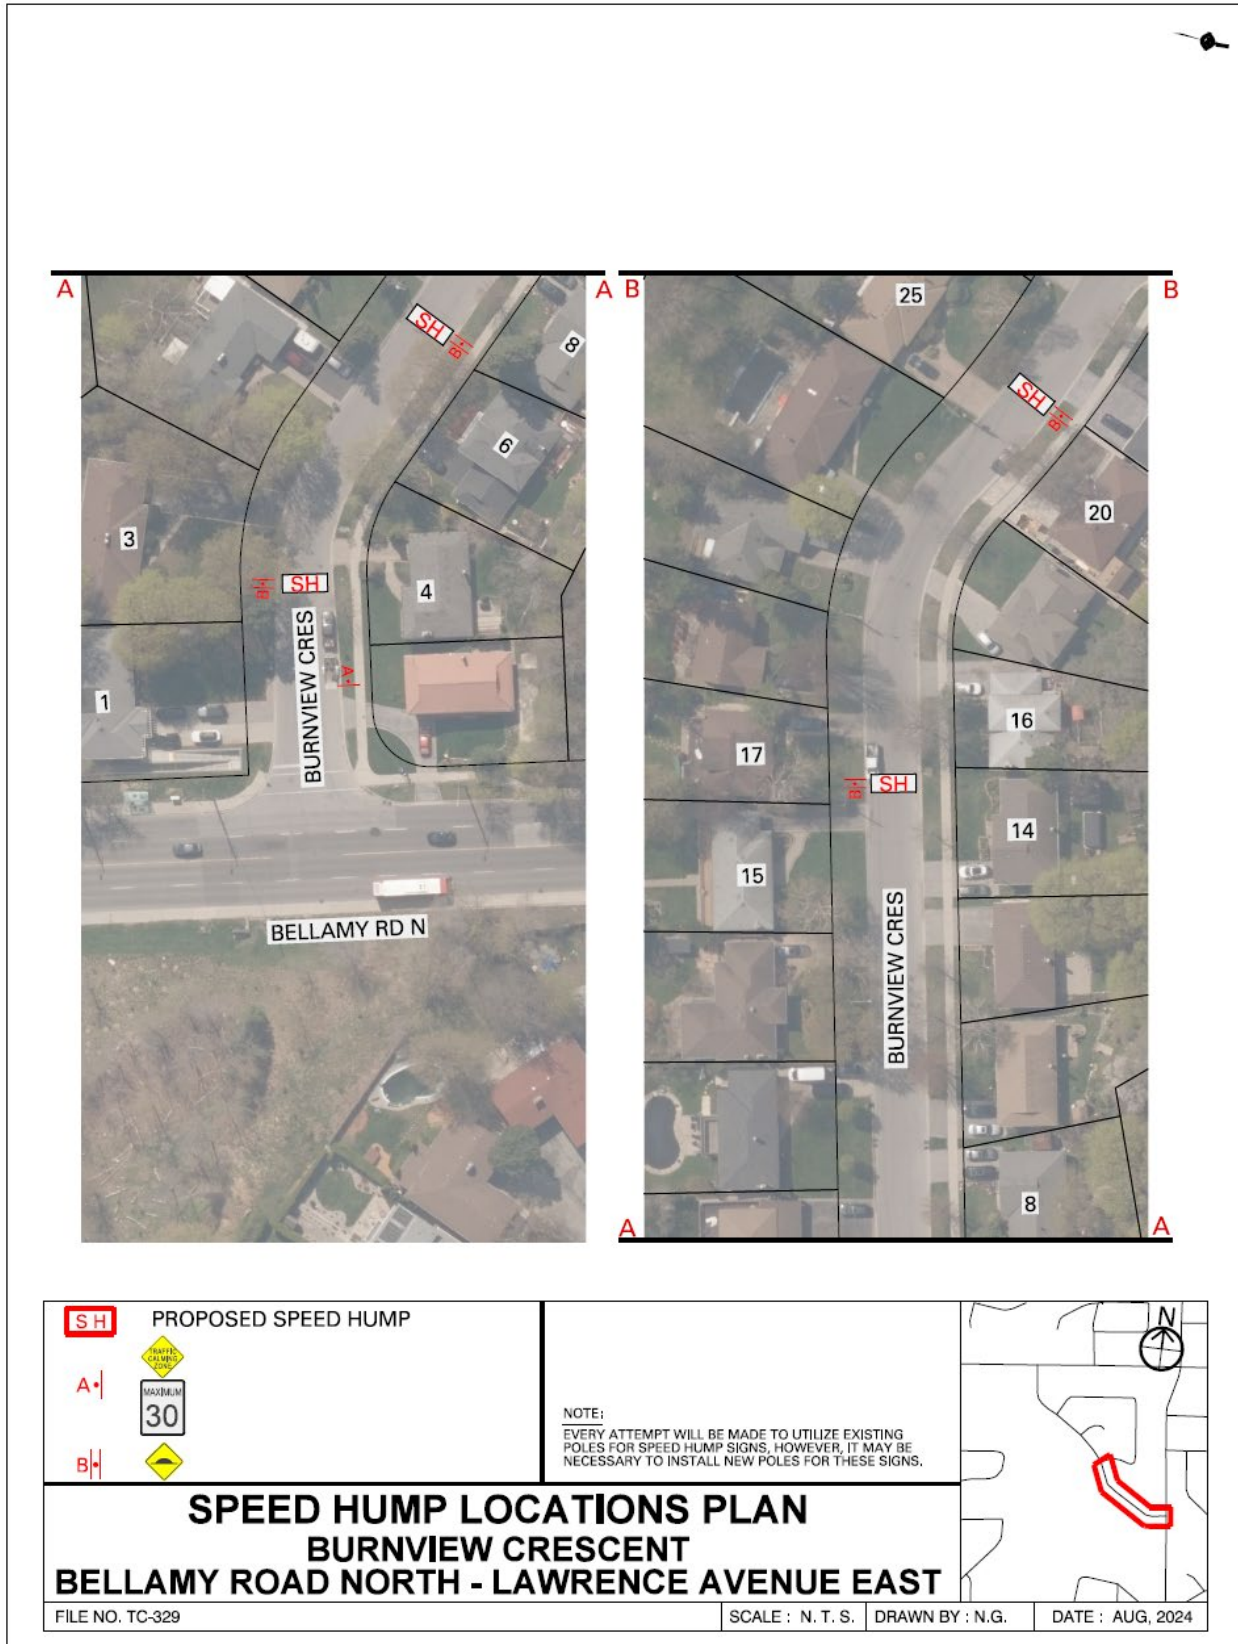 A
A
B
B
SH
B
8
6
3
4
SH
B
BURNVIEW CRES
A
1
BELLAMY RD N
25
SH
B
20
16
17
SH
B
14
15
BURNVIEW CRES
8
A
A
S H PROPOSED SPEED HUMP
TRAFFIC
CALMING
ZONE
A
MAXIMUM
30
B
NOTE:
EVERY ATTEMPT WILL BE MADE TO UTILIZE EXISTING
POLES FOR SPEED HUMP SIGNS, HOWEVER, IT MAY BE
NECESSARY TO INSTALL NEW POLES FOR THESE SIGNS.
N
SPEED HUMP LOCATIONS PLAN
BURNVIEW CRESCENT
BELLAMY ROAD NORTH - LAWRENCE AVENUE EAST
FILE NO. TC-329
SCALE : N. T. S.
DRAWN BY : N.G.
DATE : AUG, 2024